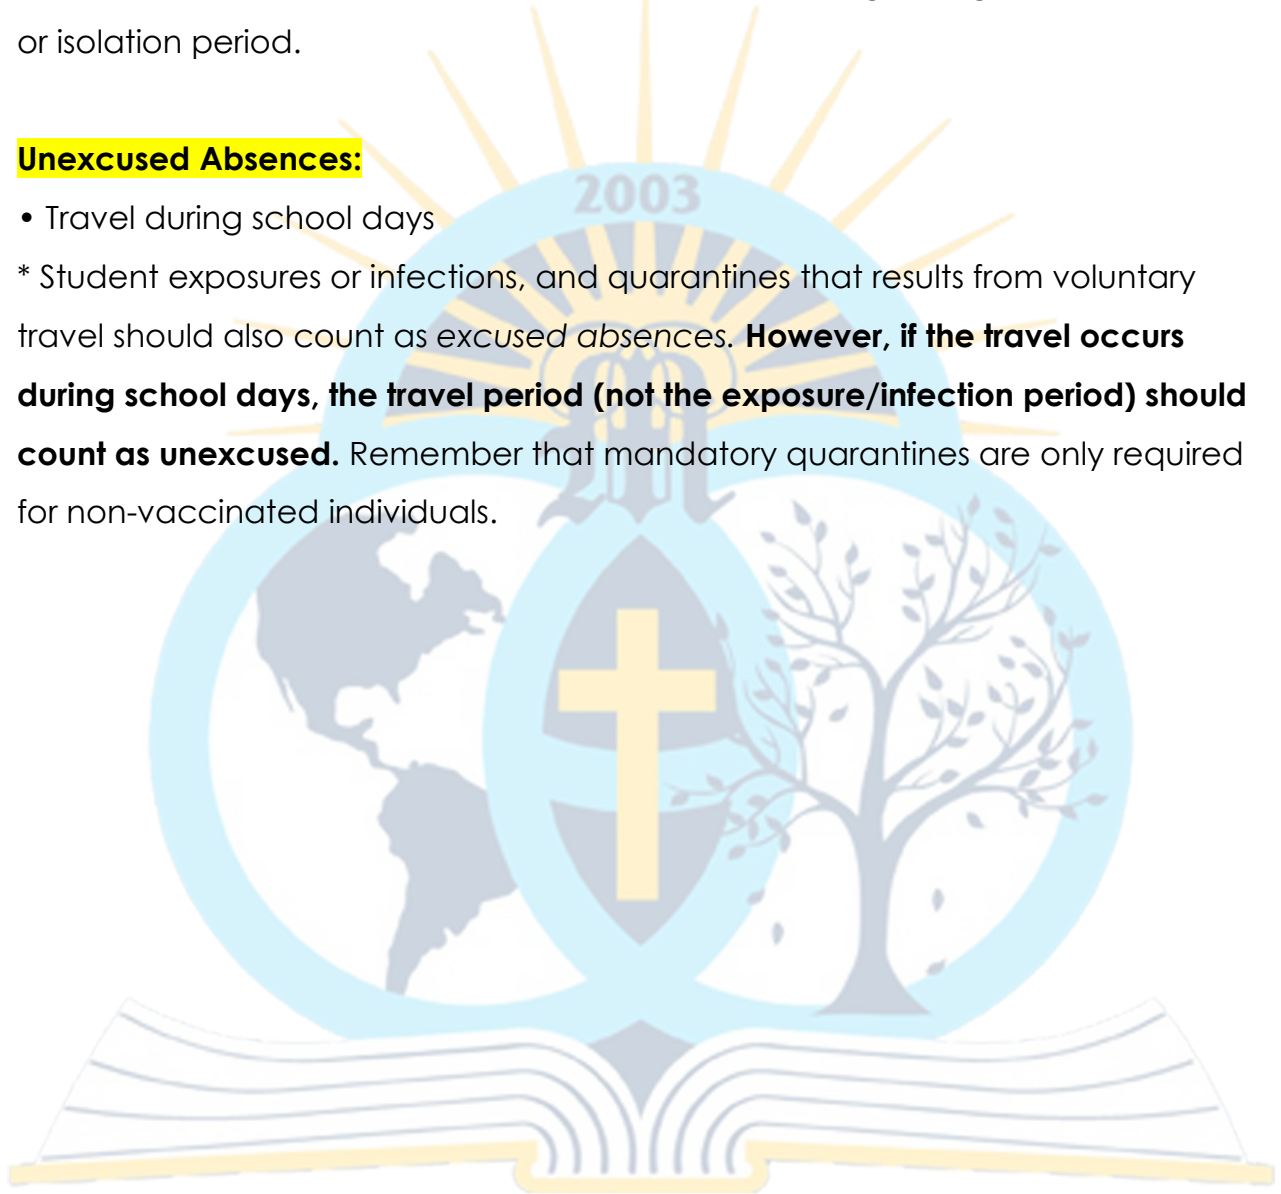 or isolation period.
Unexcused Absences:
• Travel during school days
* Student exposures or infections, and quarantines that results from voluntary
travel should also count as excused absences. However, if the travel occurs
during school days, the travel period (not the exposure/infection period) should
count as unexcused. Remember that mandatory quarantines are only required
for non-vaccinated individuals.
2003
M